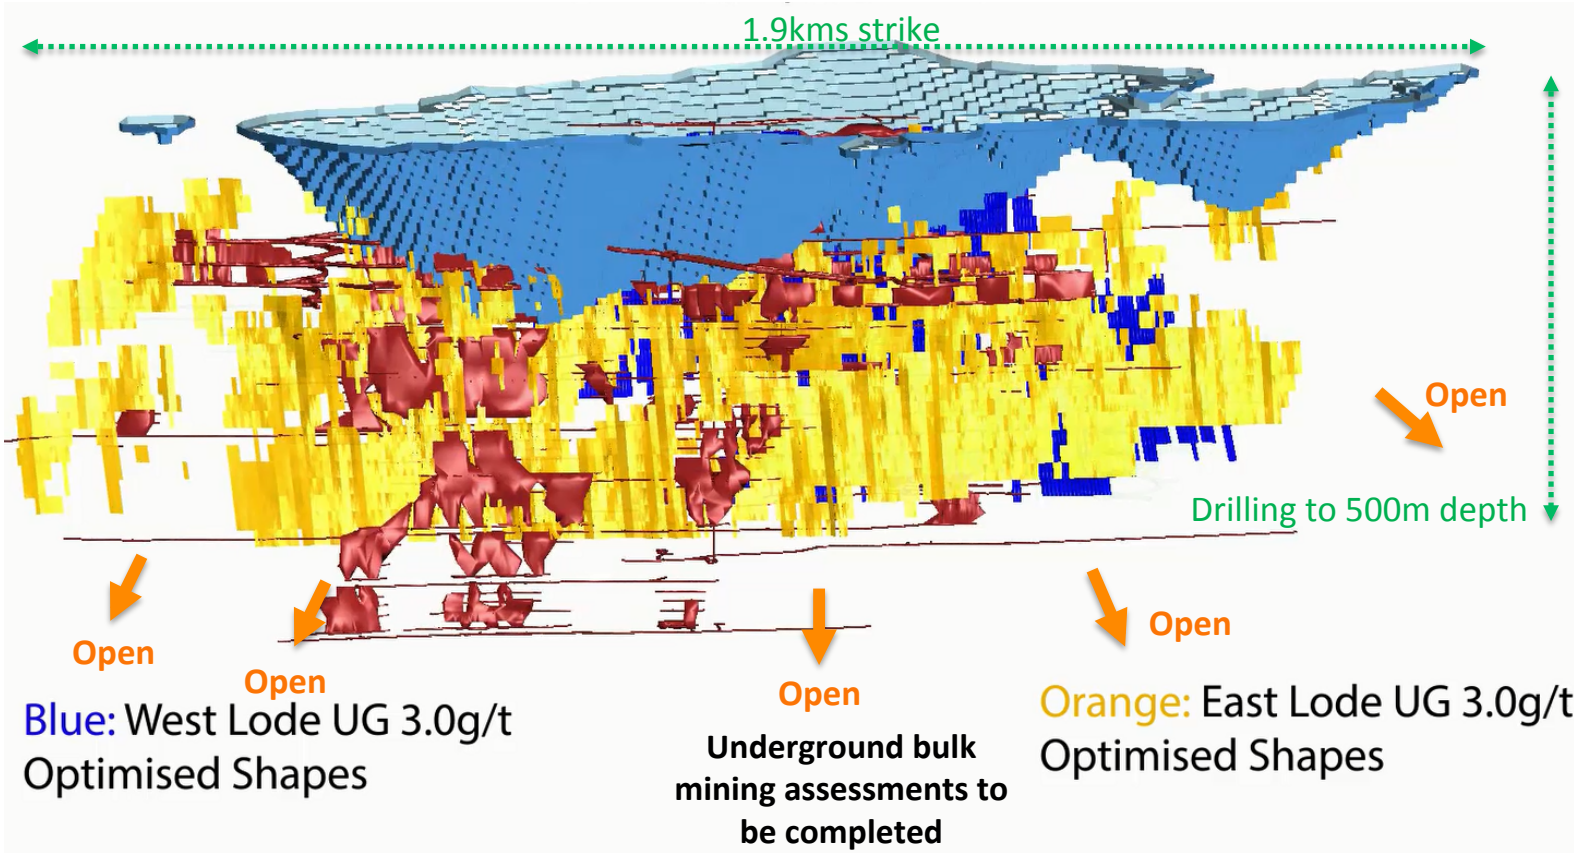 1.9kms strike
Open
Drilling to 500m depth
Open
Open
Open
Open
Blue: West Lode UG 3.0g/t
Optimised Shapes
Underground bulk
mining assessments to
be completed
Orange: East Lode UG 3.0g/t
Optimised Shapes